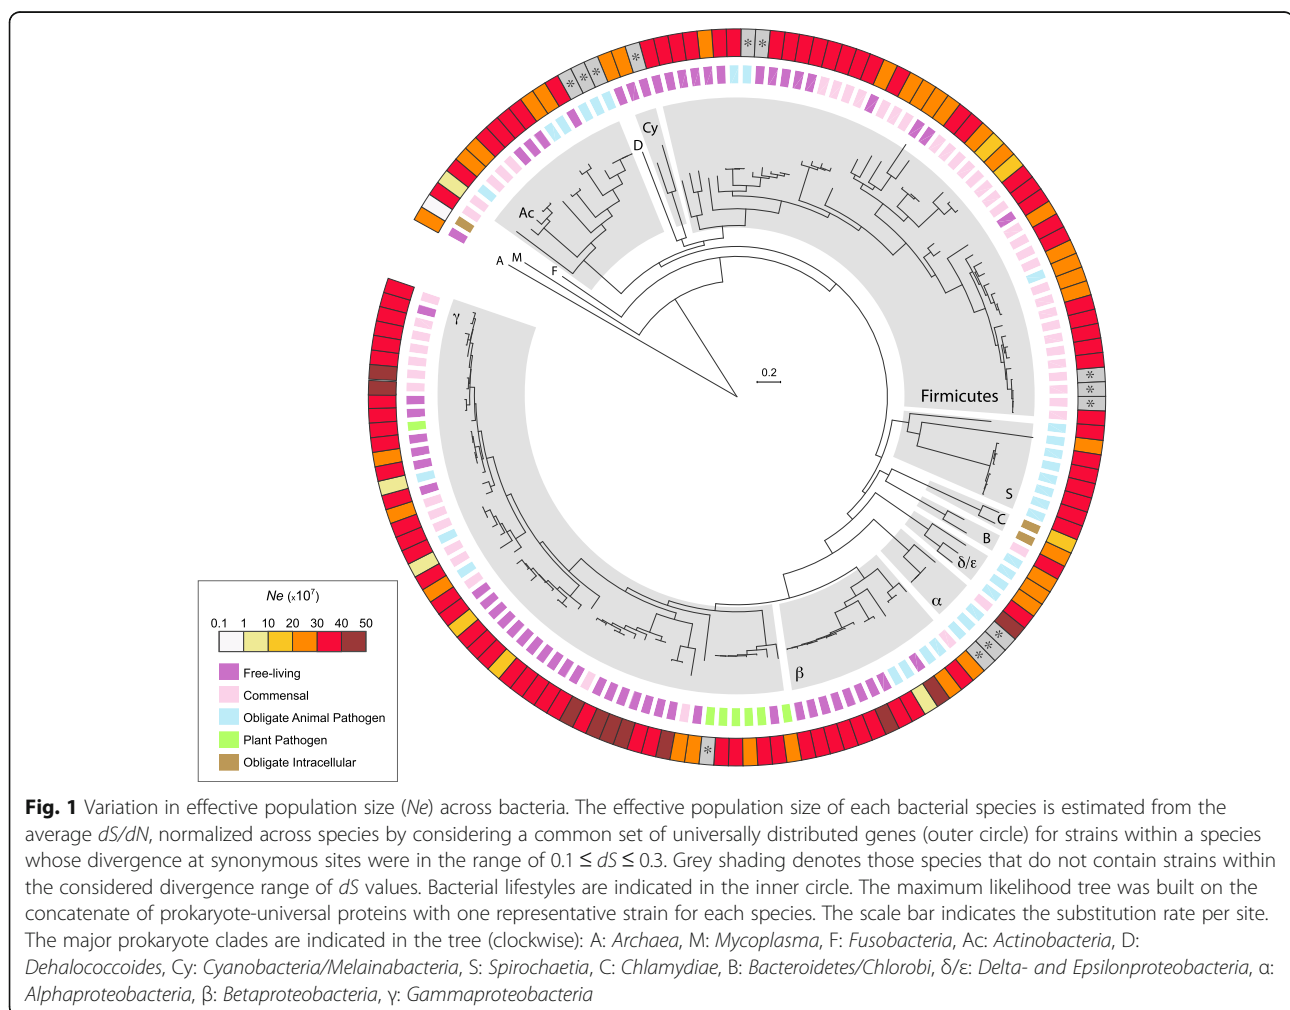 Cy
D
Ac
A
M
F
γ
0.2
Firmicutes
S
C
B
δ/ε
α
β
Ne (x10⁷)
0.1 1 10 20 30 40 50
Free-living
Commensal
Obligate Animal Pathogen
Plant Pathogen
Obligate Intracellular
* * * * * * * * * * * * *
Fig. 1 Variation in effective population size (Ne) across bacteria. The effective population size of each bacterial species is estimated from the
average dS/dN, normalized across species by considering a common set of universally distributed genes (outer circle) for strains within a species
whose divergence at synonymous sites were in the range of 0.1 ≤ dS ≤ 0.3. Grey shading denotes those species that do not contain strains within
the considered divergence range of dS values. Bacterial lifestyles are indicated in the inner circle. The maximum likelihood tree was built on the
concatenate of prokaryote-universal proteins with one representative strain for each species. The scale bar indicates the substitution rate per site.
The major prokaryote clades are indicated in the tree (clockwise): A: Archaea, M: Mycoplasma, F: Fusobacteria, Ac: Actinobacteria, D:
Dehalococcoides, Cy: Cyanobacteria/Melainabacteria, S: Spirochaetia, C: Chlamydiae, B: Bacteroidetes/Chlorobi, δ/ε: Delta- and Epsilonproteobacteria, α:
Alphaproteobacteria, β: Betaproteobacteria, γ: Gammaproteobacteria